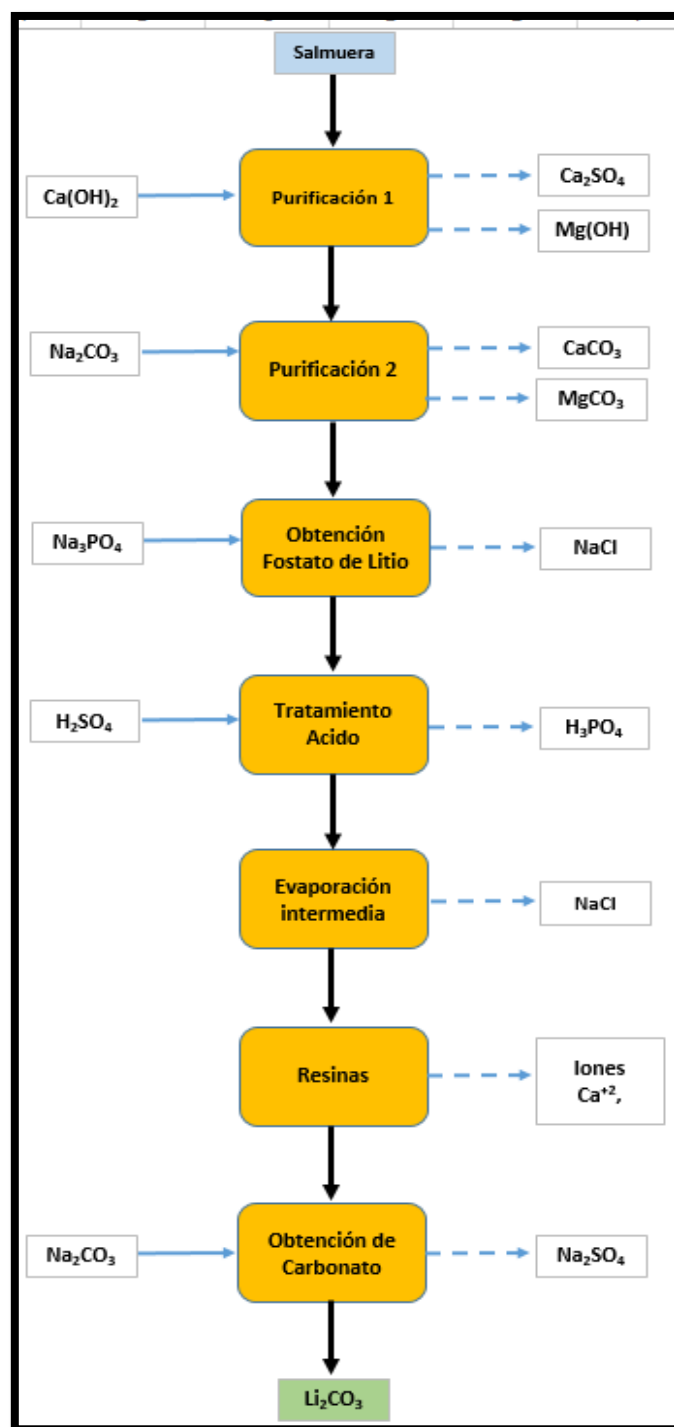 Salmuera
Ca(OH)₂
Purificación 1
Ca₂SO₄
Mg(OH)
Na₂CO₃
Purificación 2
CaCO₃
MgCO₃
Na₃PO₄
Obtención
Fostato de Litio
NaCl
H₂SO₄
Tratamiento
Acido
H₃PO₄
Evaporación
intermedia
NaCl
Resinas
Iones
Ca⁺²,
Na₂CO₃
Obtención de
Carbonato
Na₂SO₄
Li₂CO₃